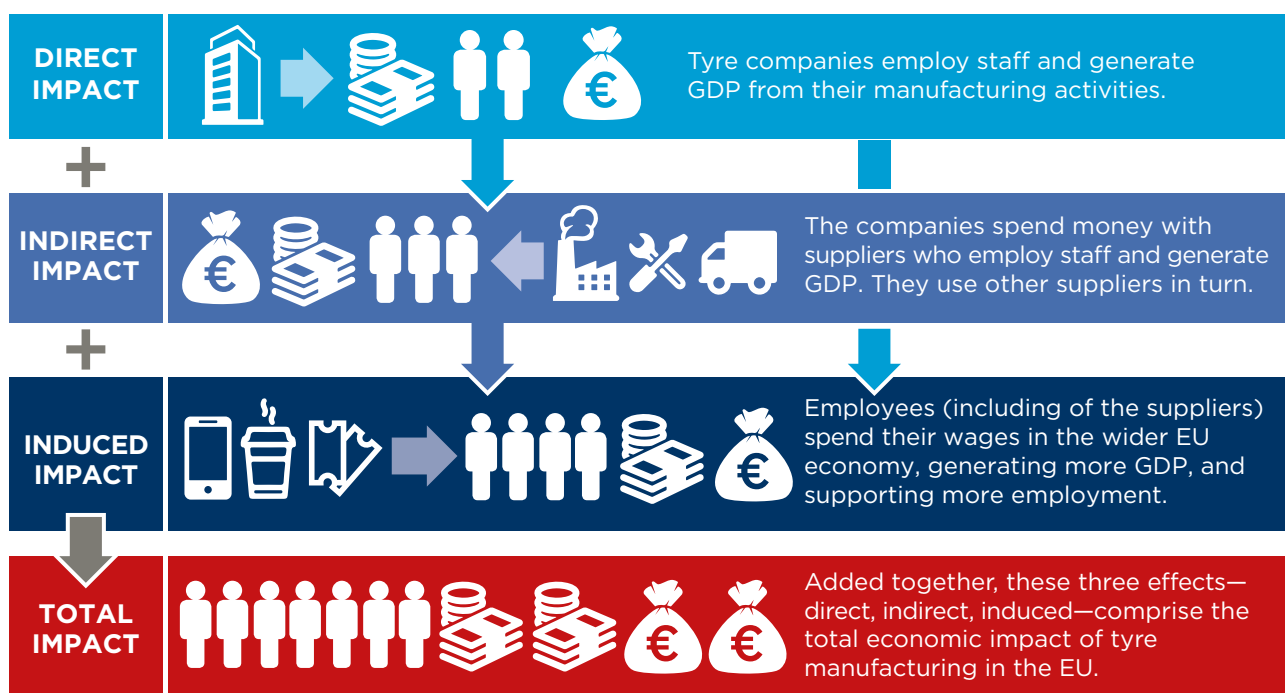 DIRECT
IMPACT
€
Tyre companies employ staff and generate
GDP from their manufacturing activities.
+
INDIRECT
IMPACT
€
The companies spend money with
suppliers who employ staff and generate
GDP. They use other suppliers in turn.
+
INDUCED
IMPACT
€
Employees (including of the suppliers)
spend their wages in the wider EU
economy, generating more GDP, and
supporting more employment.
TOTAL
IMPACT
€ €
Added together, these three effects—
direct, indirect, induced—comprise the
total economic impact of tyre
manufacturing in the EU.